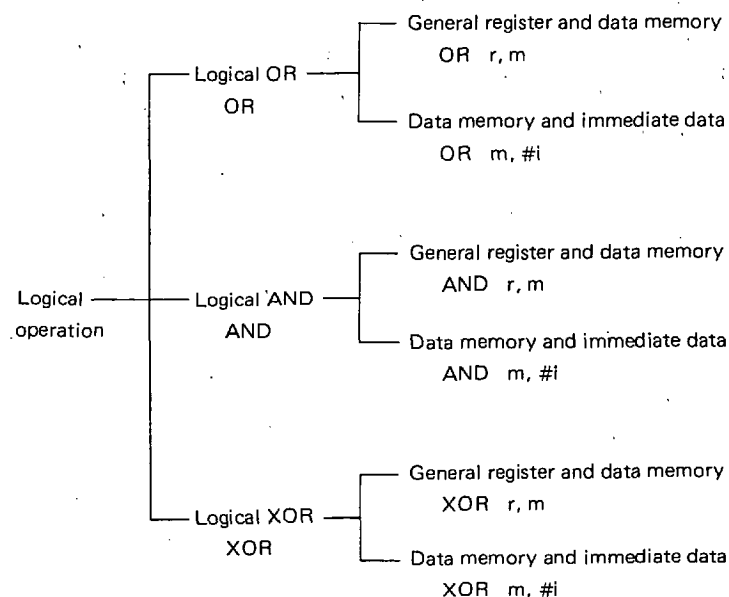 General register and data memory
OR r, m
Logical OR
OR
Data memory and immediate data
OR m, #i
General register and data memory
AND r, m
Logical AND
AND
Logical
operation
Data memory and immediate data
AND m, #i
General register and data memory
XOR r, m
Logical XOR
XOR
Data memory and immediate data
XOR m, #i